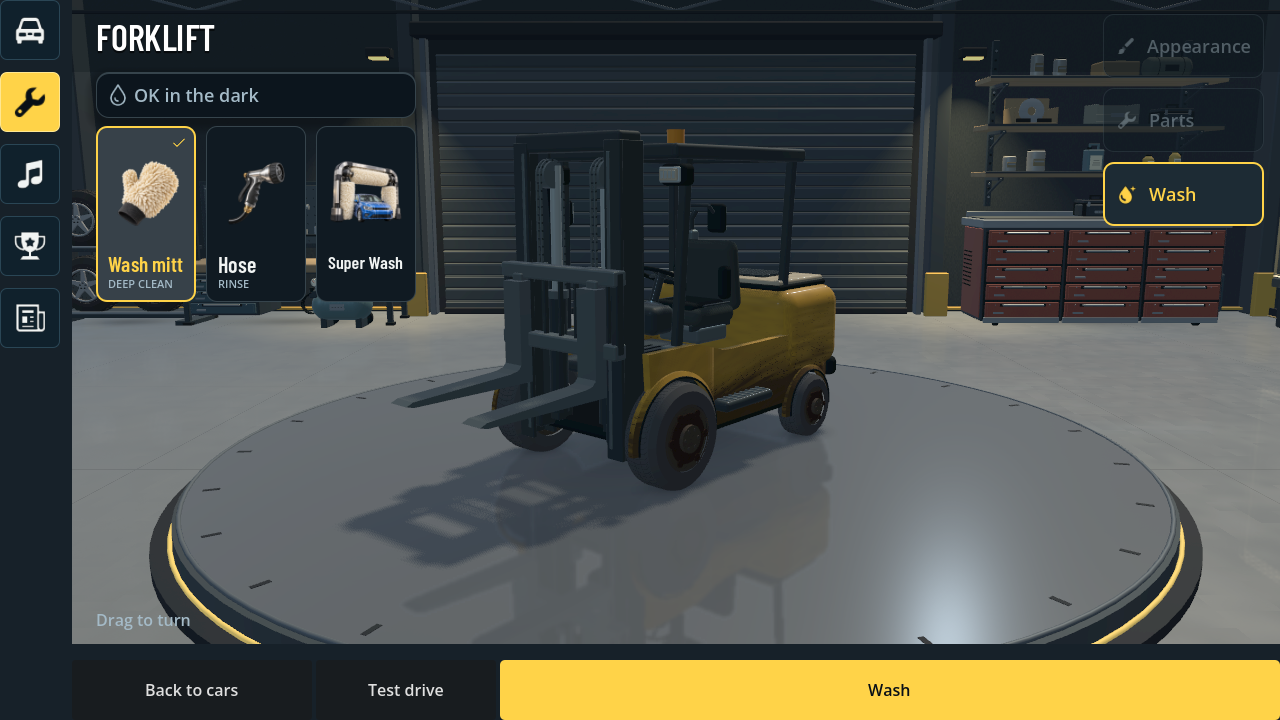 FORKLIFT
OK in the dark
Wash mitt
DEEP CLEAN
Hose
RINSE
Super Wash
Appearance
Parts
Wash
Drag to turn
Back to cars
Test drive
Wash